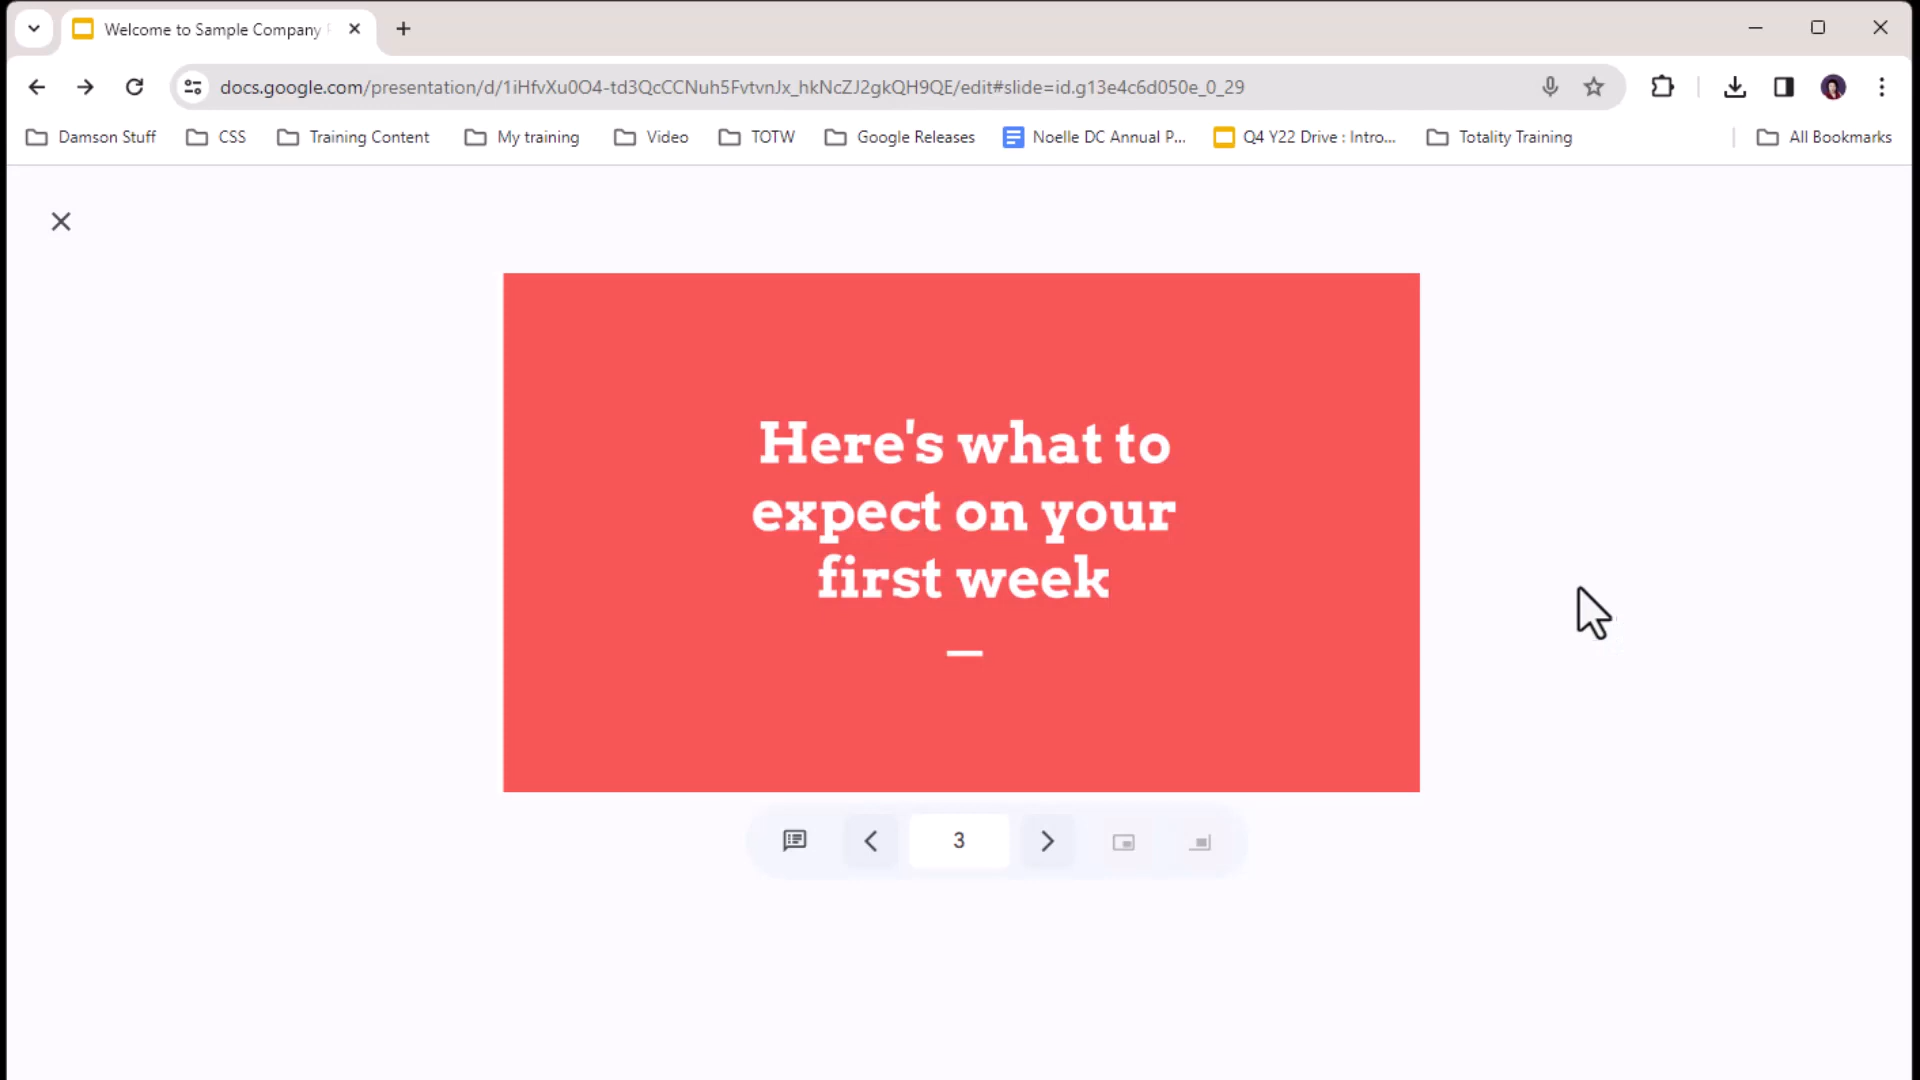 Welcome to Sample Company
docs.google.com/presentation/d/1iHfvXu0O4-td3QcCCNuh5FvtvnJx_hkNcZJ2gkQH9QE/edit#slide=id.g13e4c6d050e_0_29
Damson Stuff CSS Training Content My training Video TOTW Google Releases Noelle DC Annual P... Q4 Y22 Drive : Intro... Totality Training All Bookmarks
Here's what to
expect on your
first week
3